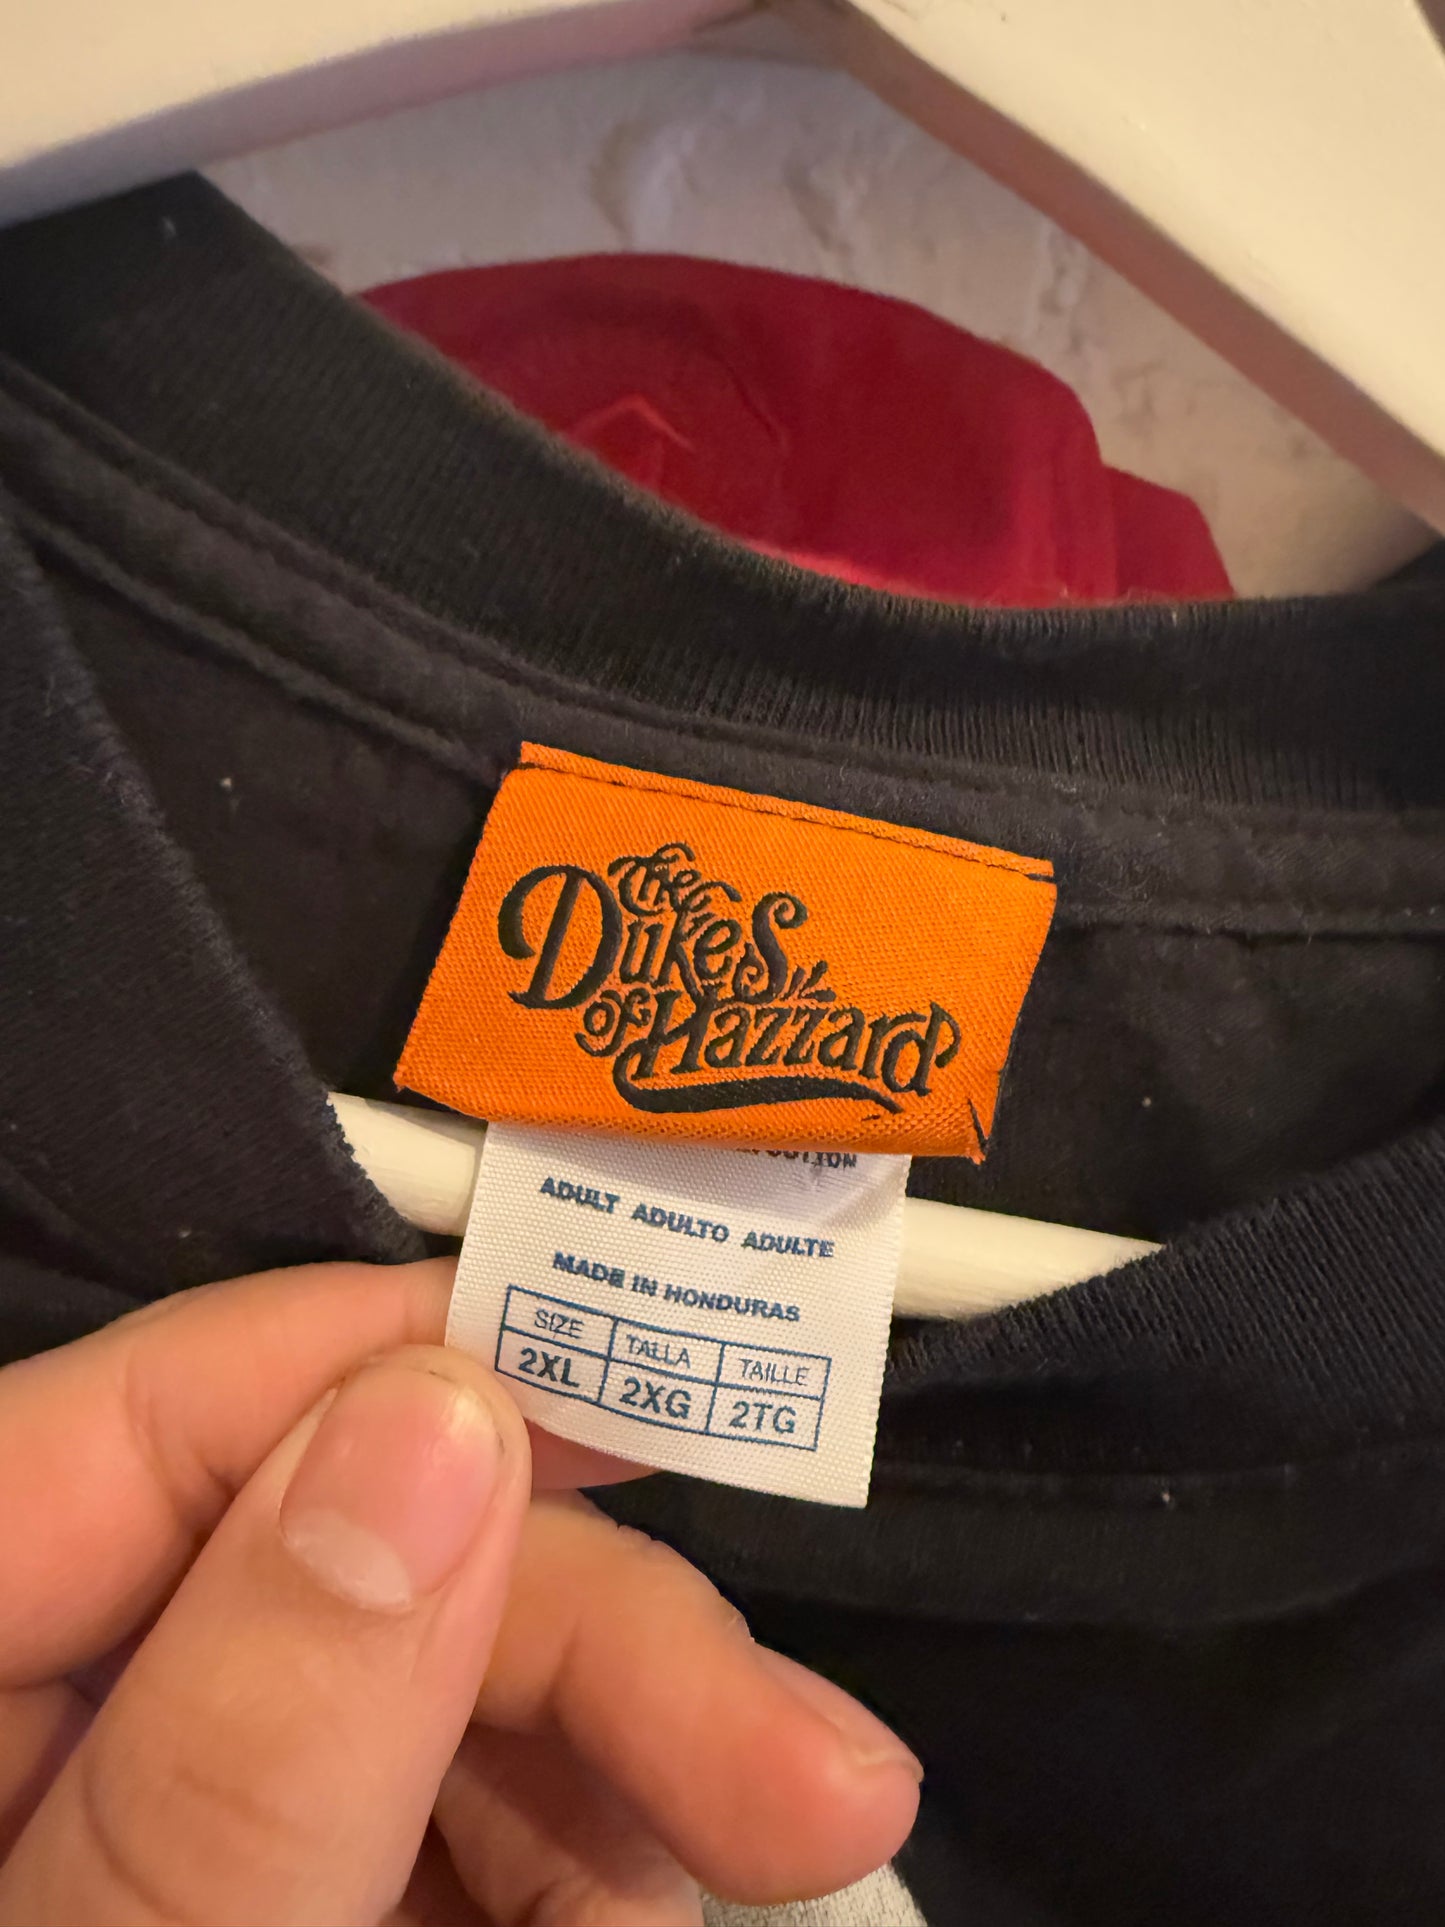 The
Dukes
of Hazzard
ADULT ADULTO ADULTE
MADE IN HONDURAS
SIZE TALLA TAILLE
2XL 2XG 2TG